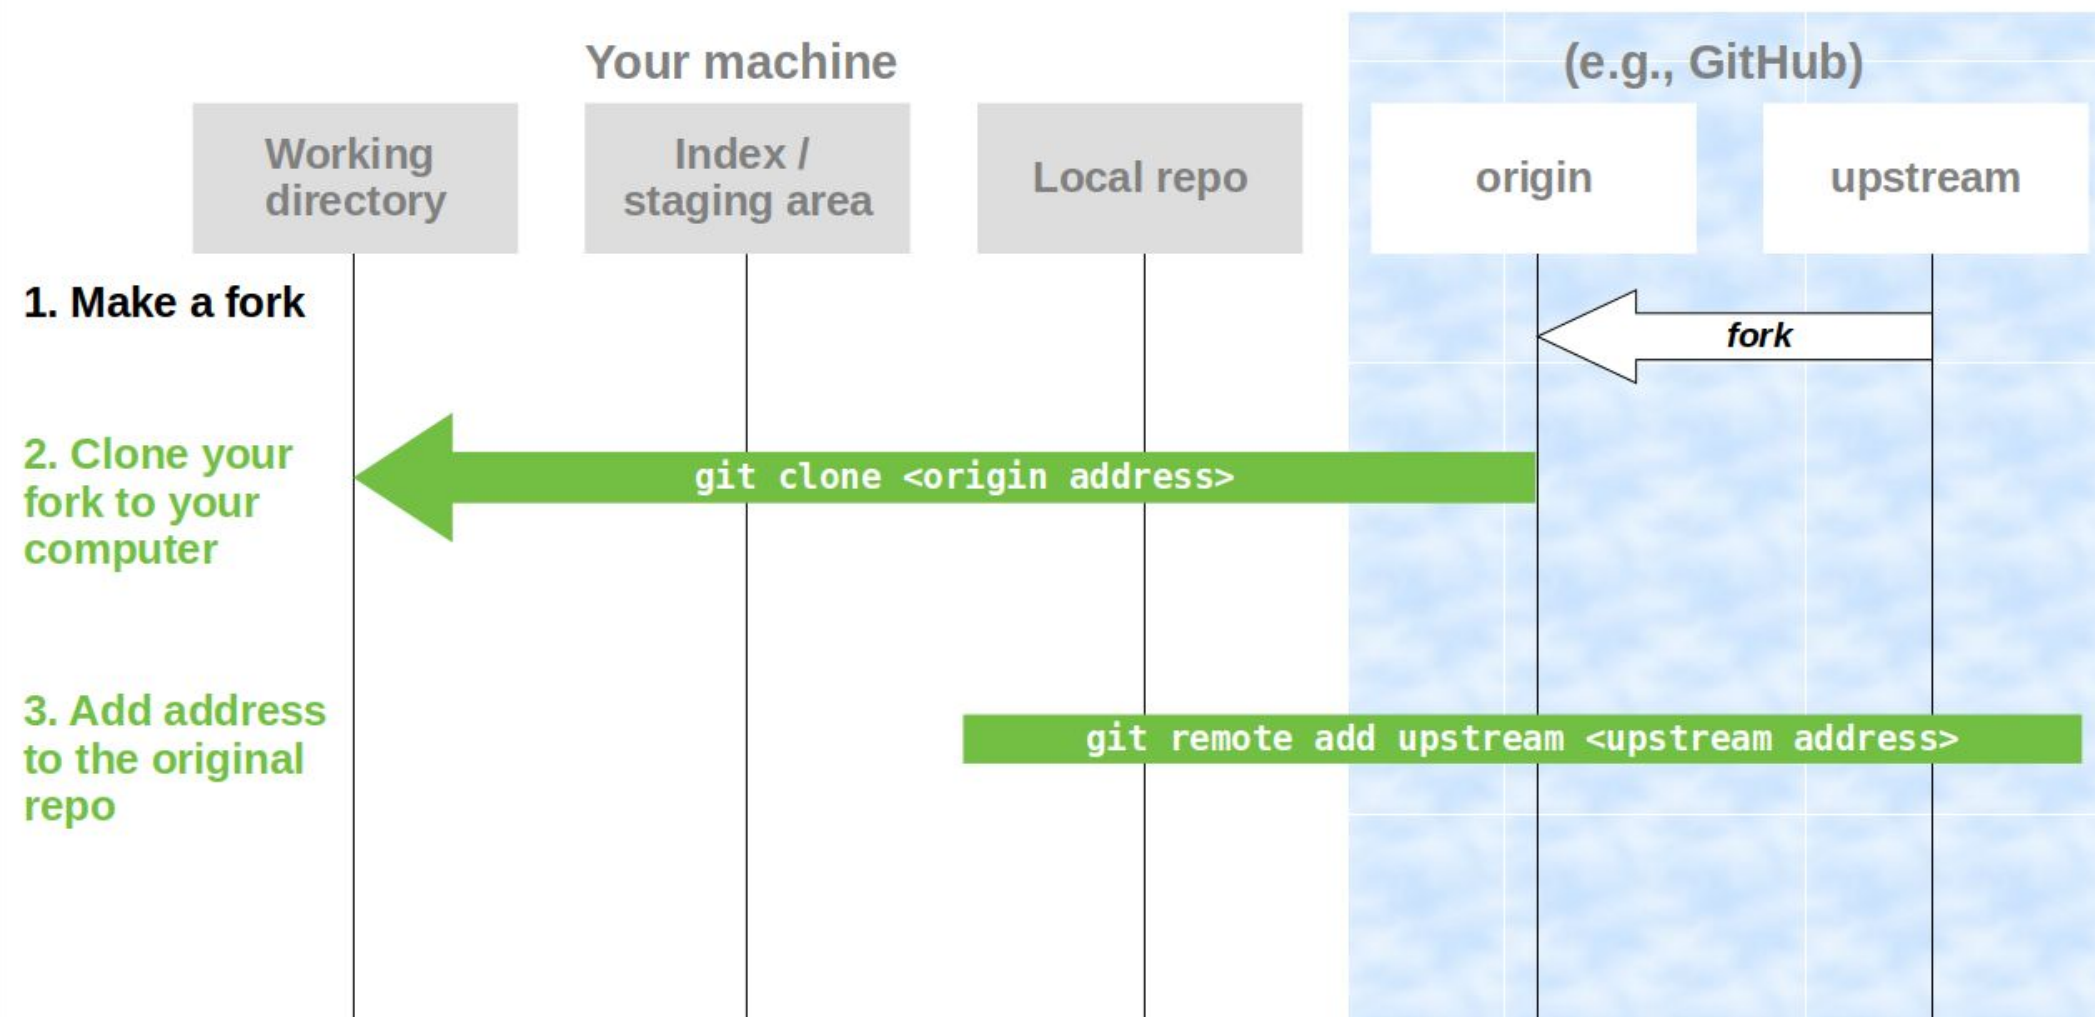 Your machine
(e.g., GitHub)
Working
directory
Index /
staging area
Local repo
origin
upstream
1. Make a fork
fork
2. Clone your
fork to your
computer
git clone <origin address>
3. Add address
to the original
repo
git remote add upstream <upstream address>